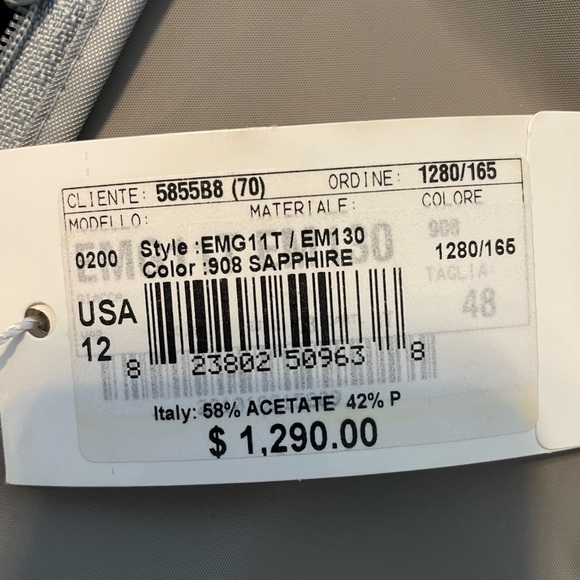 CLIENTE: 5855B8 (70) ORDINE: 1280/165
MODELLO: MATERIALE: COLORE
0200 Style :EMG11T / EM130 908 1280/165
Color :908 SAPPHIRE TAGLIA
USA 48
12
8 23802 50963 8
Italy: 58% ACETATE 42% P
$ 1,290.00